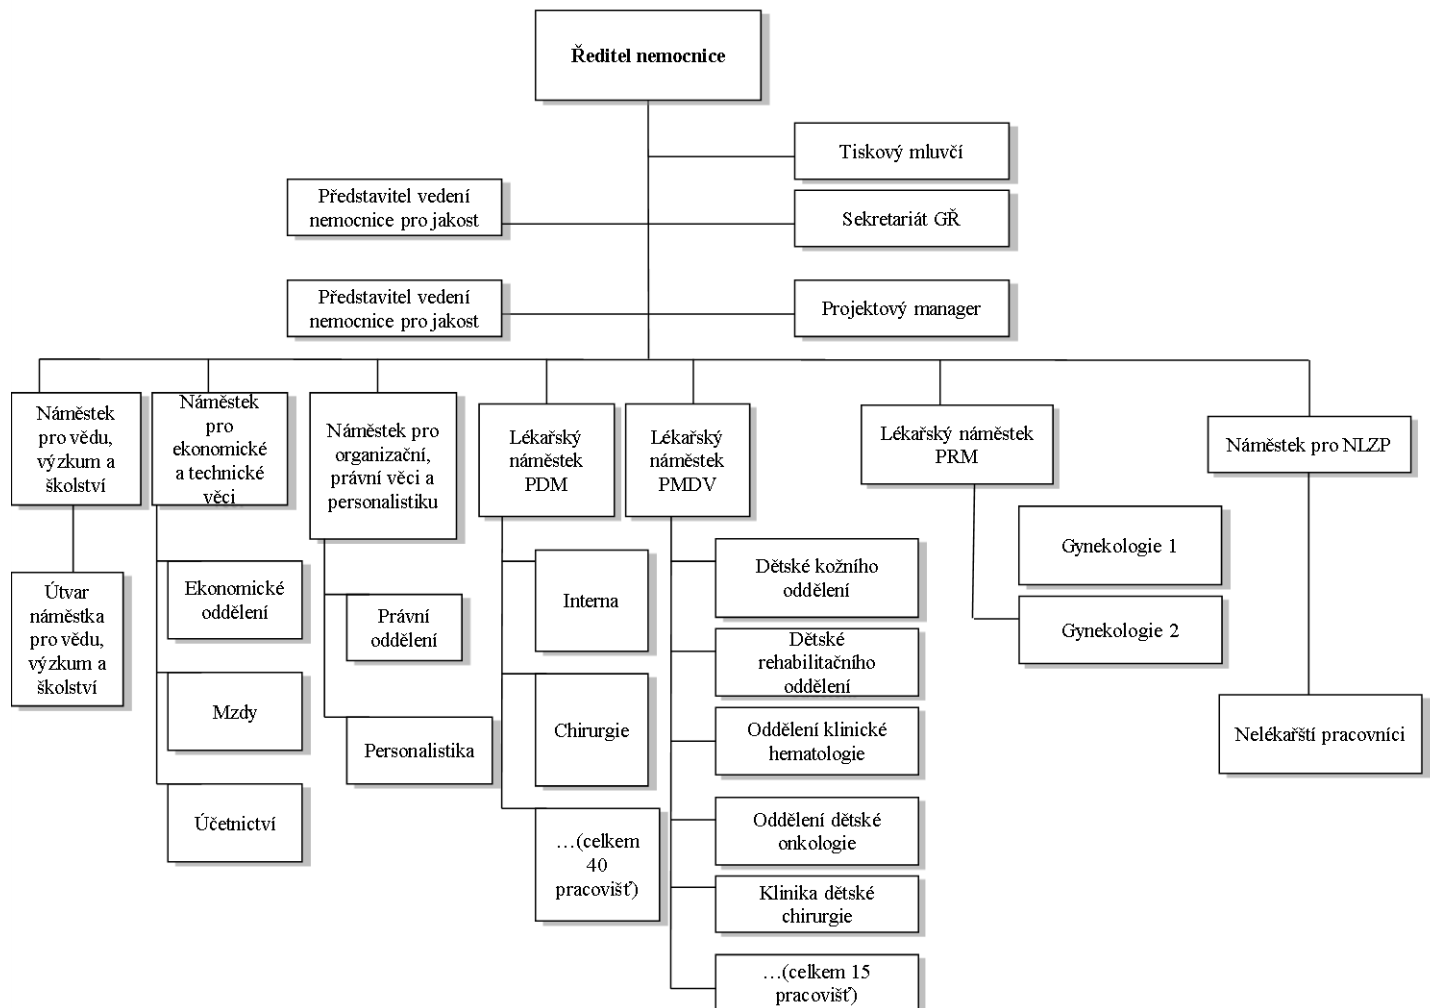 Ředitel nemocnice
Tiskový mluvčí
Představitel vedení
nemocnice pro jakost
Sekretariát GŘ
Představitel vedení
nemocnice pro jakost
Projektový manager
Náměstek
pro vědu,
výzkum a
školství
Náměstek
pro
ekonomické
a technické
věci
Náměstek pro
organizační,
právní věci a
personalistiku
Lékařský
náměstek
PDM
Lékařský
náměstek
PMDV
Lékařský náměstek
PRM
Náměstek pro NLZP
Útvar
náměstka
pro vědu,
výzkum a
školství
Ekonomické
oddělení
Mzdy
Účetnictví
Právní
oddělení
Personalistika
Interna
Chirurgie
…(celkem
40
pracovišť)
Dětské kožního
oddělení
Dětské
rehabilitačního
oddělení
Oddělení klinické
hematologie
Oddělení dětské
onkologie
Klinika dětské
chirurgie
…(celkem 15
pracovišť)
Gynekologie 1
Gynekologie 2
Nelékařští pracovníci